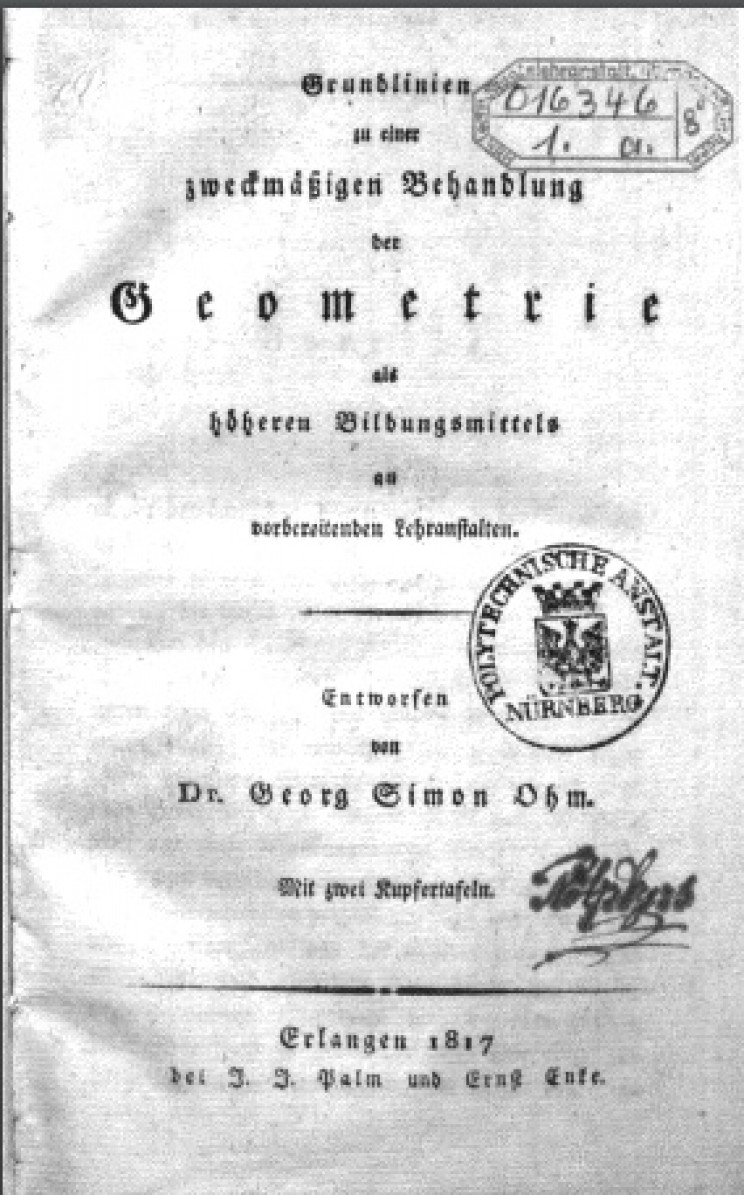 Grundlinien
zu einer
zweckmäßigen Behandlung
der
Geometrie
als
höheren Bildungsmittels
an
vorbereitenden Lehranstalten.
Entworfen
von
Dr. Georg Simon Ohm.
Mit zwei Kupfertafeln.
Erlangen 1817
bei J. J. Palm und Ernst Enke.
016346
1. a. 8°
POLYTECHNISCHE ANSTALT.
NÜRNBERG